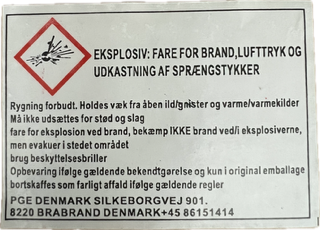 EKSPLOSIV: FARE FOR BRAND,LUFTTRYK OG
UDKASTNING AF SPRÆNGSTYKKER
Rygning forbudt. Holdes væk fra åben ild/gnister og varme/varmekilder
Må ikke udsættes for stød og slag
fare for eksplosion ved brand, bekæmp IKKE brand ved/i eksplosiverne,
men evakuer i stedet området
brug beskyttelsesbriller
Opbevaring ifølge gældende bekendtgørelse og kun i original emballage
bortskaffes som farligt affald ifølge gældende regler
PGE DENMARK SILKEBORGVEJ 901.
8220 BRABRAND DENMARK+45 86151414